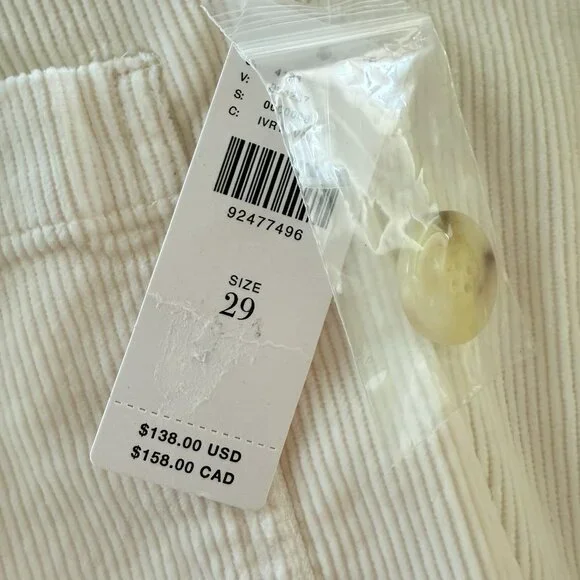 V:
S:
C: IVR
92477496
SIZE
29
$138.00 USD
$158.00 CAD